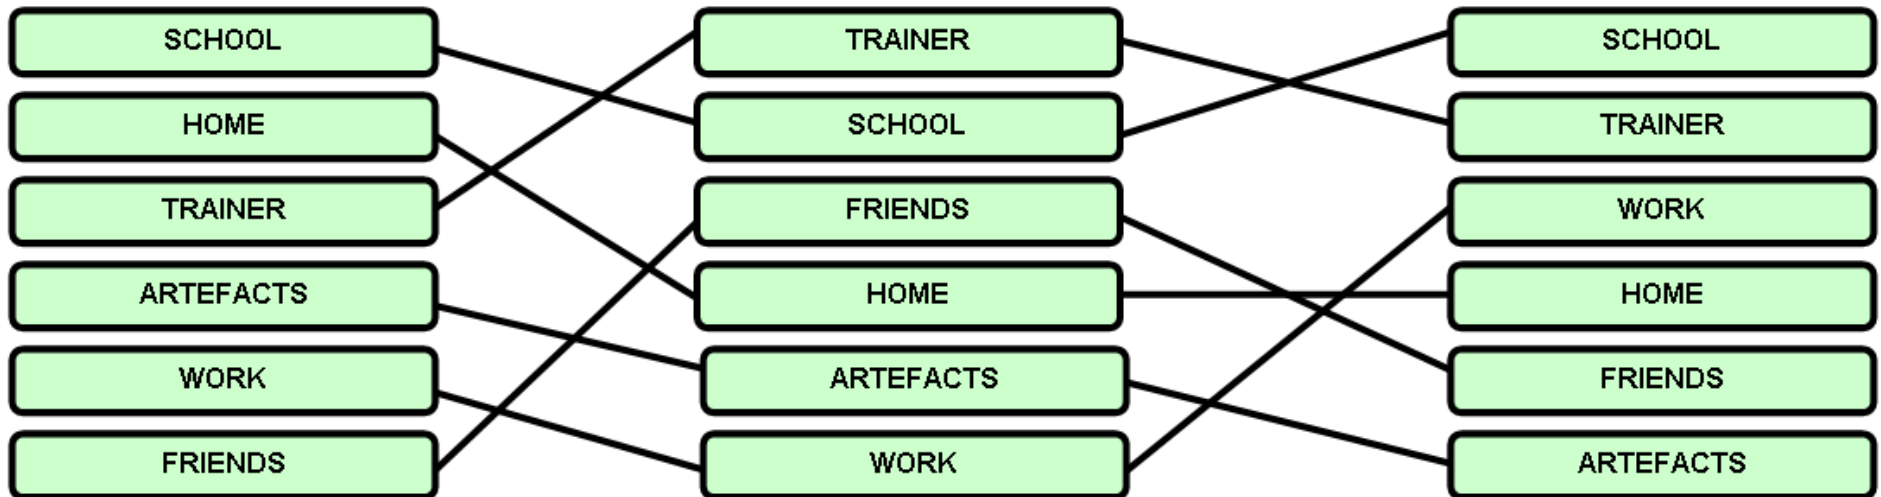 SCHOOL
TRAINER
SCHOOL
HOME
SCHOOL
TRAINER
TRAINER
FRIENDS
WORK
ARTEFACTS
HOME
HOME
WORK
ARTEFACTS
FRIENDS
FRIENDS
WORK
ARTEFACTS